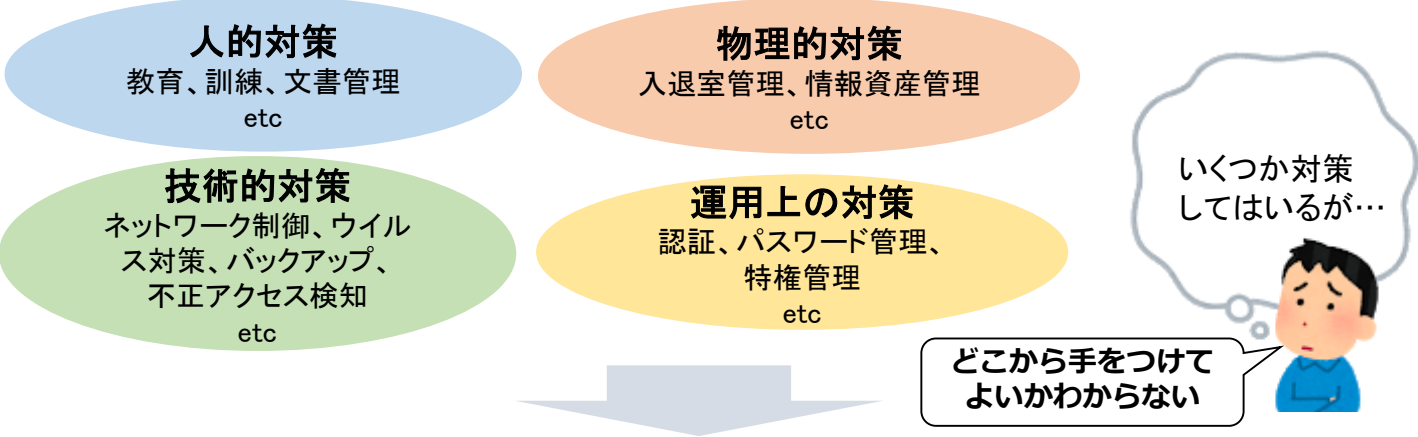 人的対策
教育、訓練、文書管理
etc
物理的対策
入退室管理、情報資産管理
etc
技術的対策
ネットワーク制御、ウイル
ス対策、バックアップ、
不正アクセス検知
etc
運用上の対策
認証、パスワード管理、
特権管理
etc
いくつか対策
してはいるが…
どこから手をつけて
よいかわからない